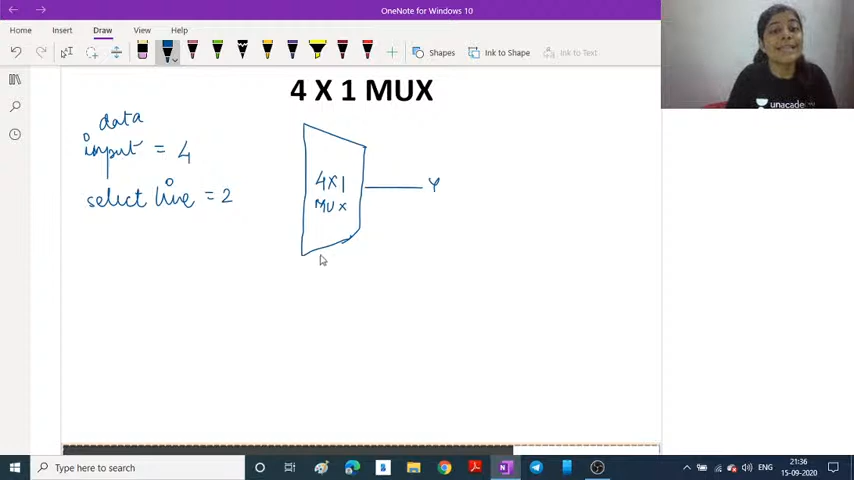 OneNote for Windows 10
Home Insert Draw View Help
Shapes Ink to Shape Ink to Text
4 X 1 MUX
data
input = 4
select line = 2
4X1
MUX
Y
unacade
Type here to search
ENG
21:36
15-09-2020